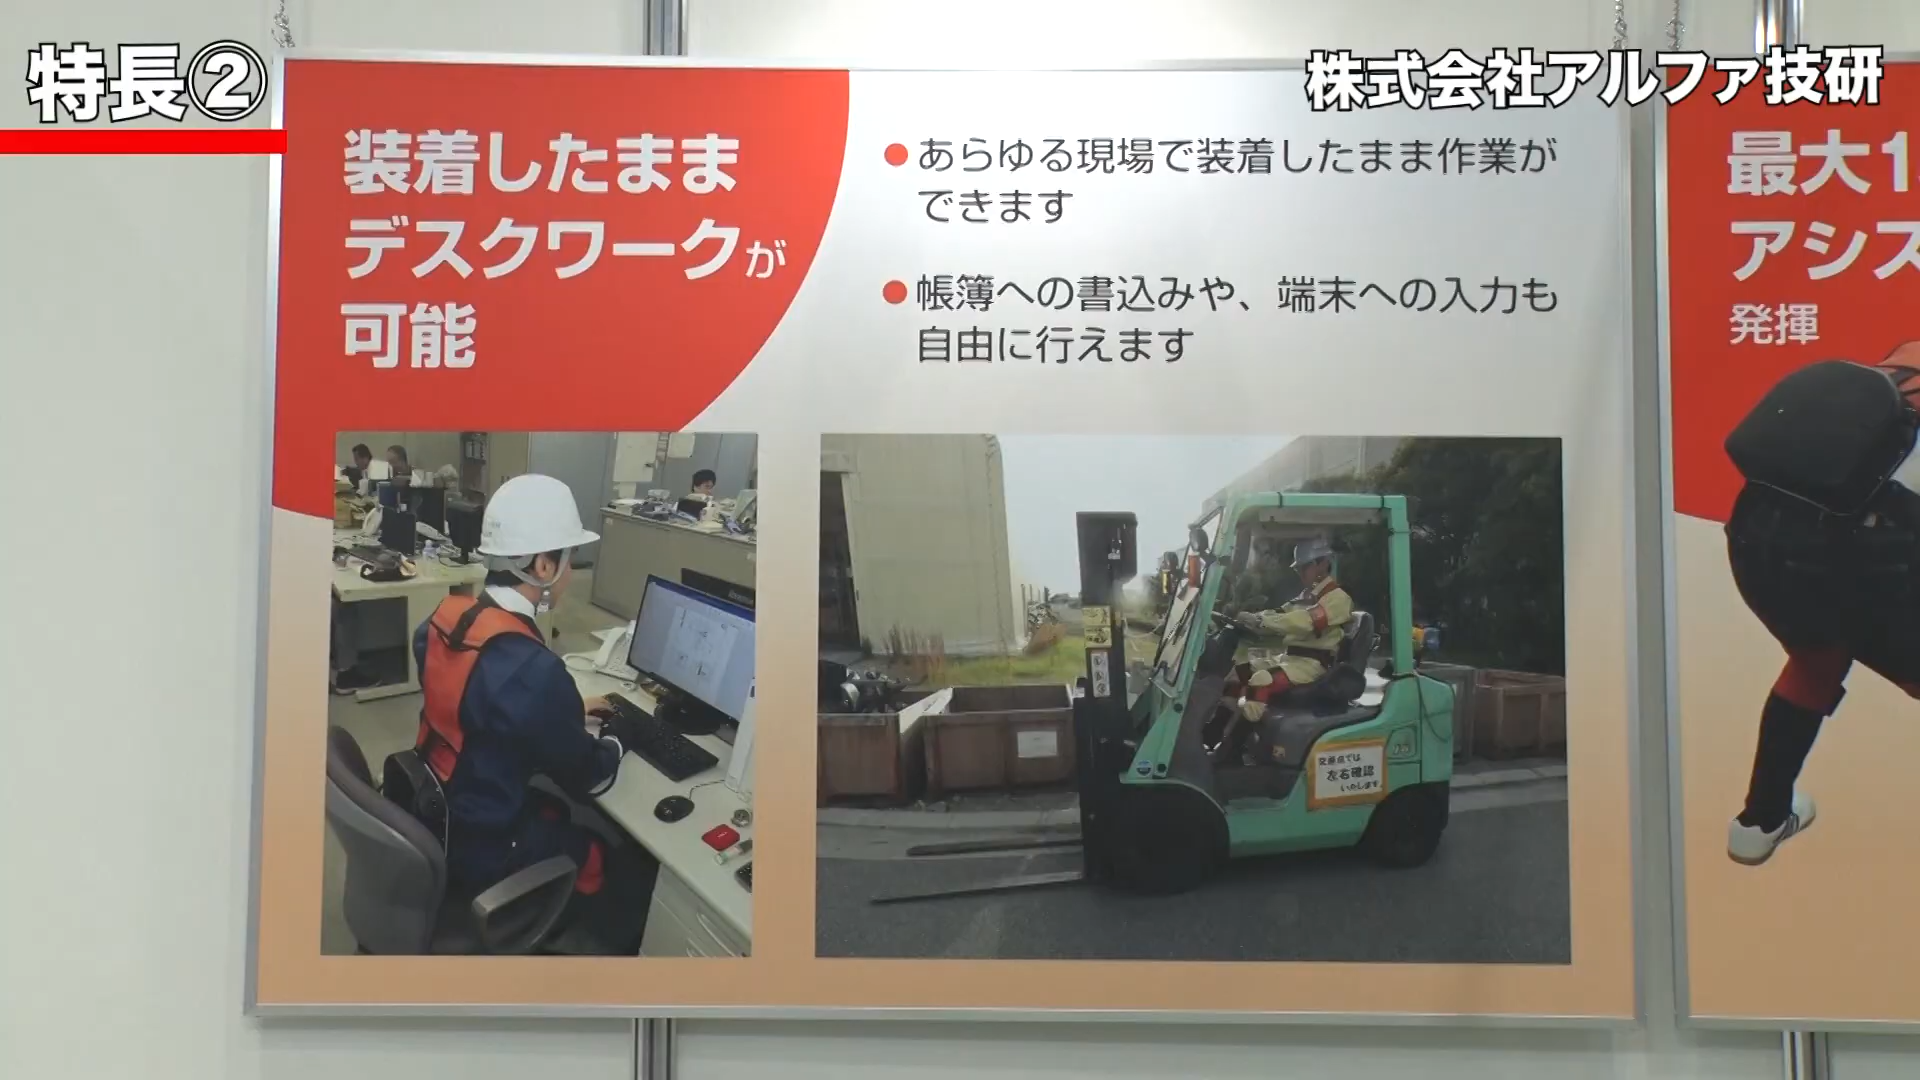 特長②
株式会社アルファ技研
装着したまま
デスクワークが
可能
●あらゆる現場で装着したまま作業が
できます
●帳簿への書込みや、端末への入力も
自由に行えます
交差点では
左右確認
いたします
最大1
アシス
発揮